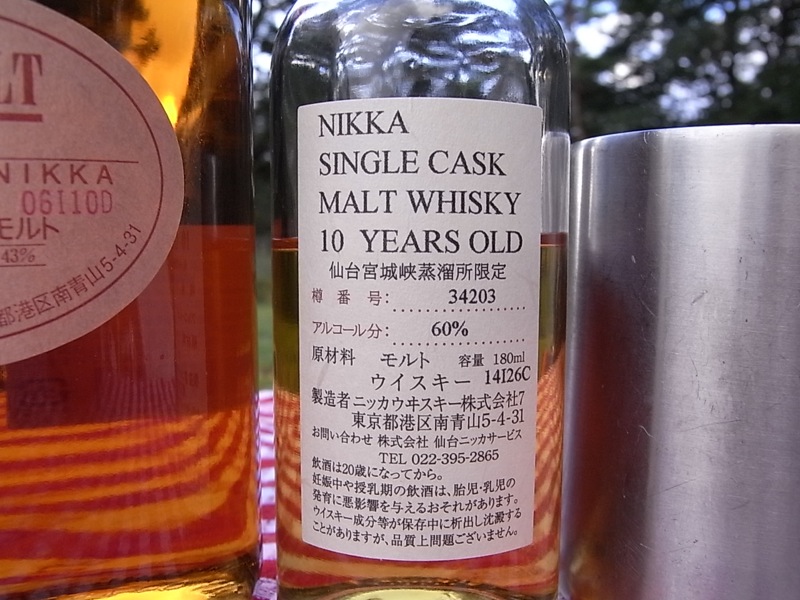 LT
NIKKA
06I10D
モルト
43%
都港区南青山5-4-31
NIKKA
SINGLE CASK
MALT WHISKY
10 YEARS OLD
仙台宮城峡蒸溜所限定
樽番号: 34203
アルコール分: 60%
原材料 モルト 容量 180ml
ウイスキー 14I26C
製造者 ニッカウヰスキー株式会社7
東京都港区南青山5-4-31
お問い合わせ 株式会社 仙台ニッカサービス
TEL 022-395-2865
飲酒は20歳になってから。
妊娠中や授乳期の飲酒は、胎児・乳児の
発育に悪影響を与えるおそれがあります。
ウイスキー成分等が保存中に析出し沈澱する
ことがありますが、品質上問題ございません。